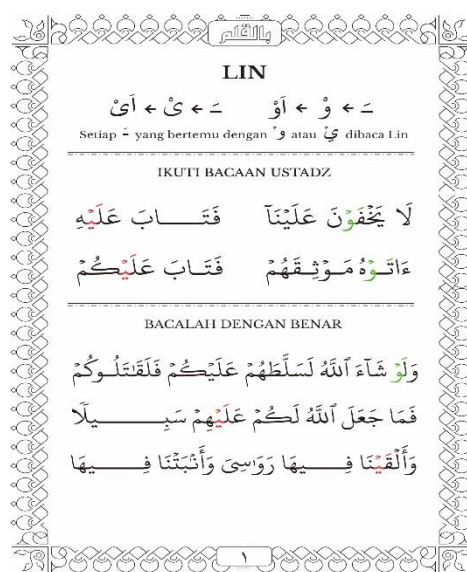 بالقلم
LIN
ـَ ← وْ ← اَوْ ـَ ← يْ ← اَيْ
Setiap ـَ yang bertemu dengan وْ atau يْ dibaca Lin
IKUTI BACAAN USTADZ
لَا يَخْفَوْنَ عَلَيْنَآ فَتَـــابَ عَلَيْهِ
ءَاتَـوْهُ مَـوْثِـقَهُمْ فَتَـابَ عَلَيْكُمْ
BACALAH DENGAN BENAR
وَلَوْ شَآءَ ٱللَّهُ لَسَلَّطَهُمْ عَلَيْكُمْ فَلَقَٰتَلُـوكُمْ
فَمَا جَعَلَ ٱللَّهُ لَكُمْ عَلَيْهِمْ سَبِـــــيلًا
وَأَلْقَيْنَا فِـــيهَا رَوَٰسِىَ وَأَنۢبَتْنَا فِـــيهَا
١